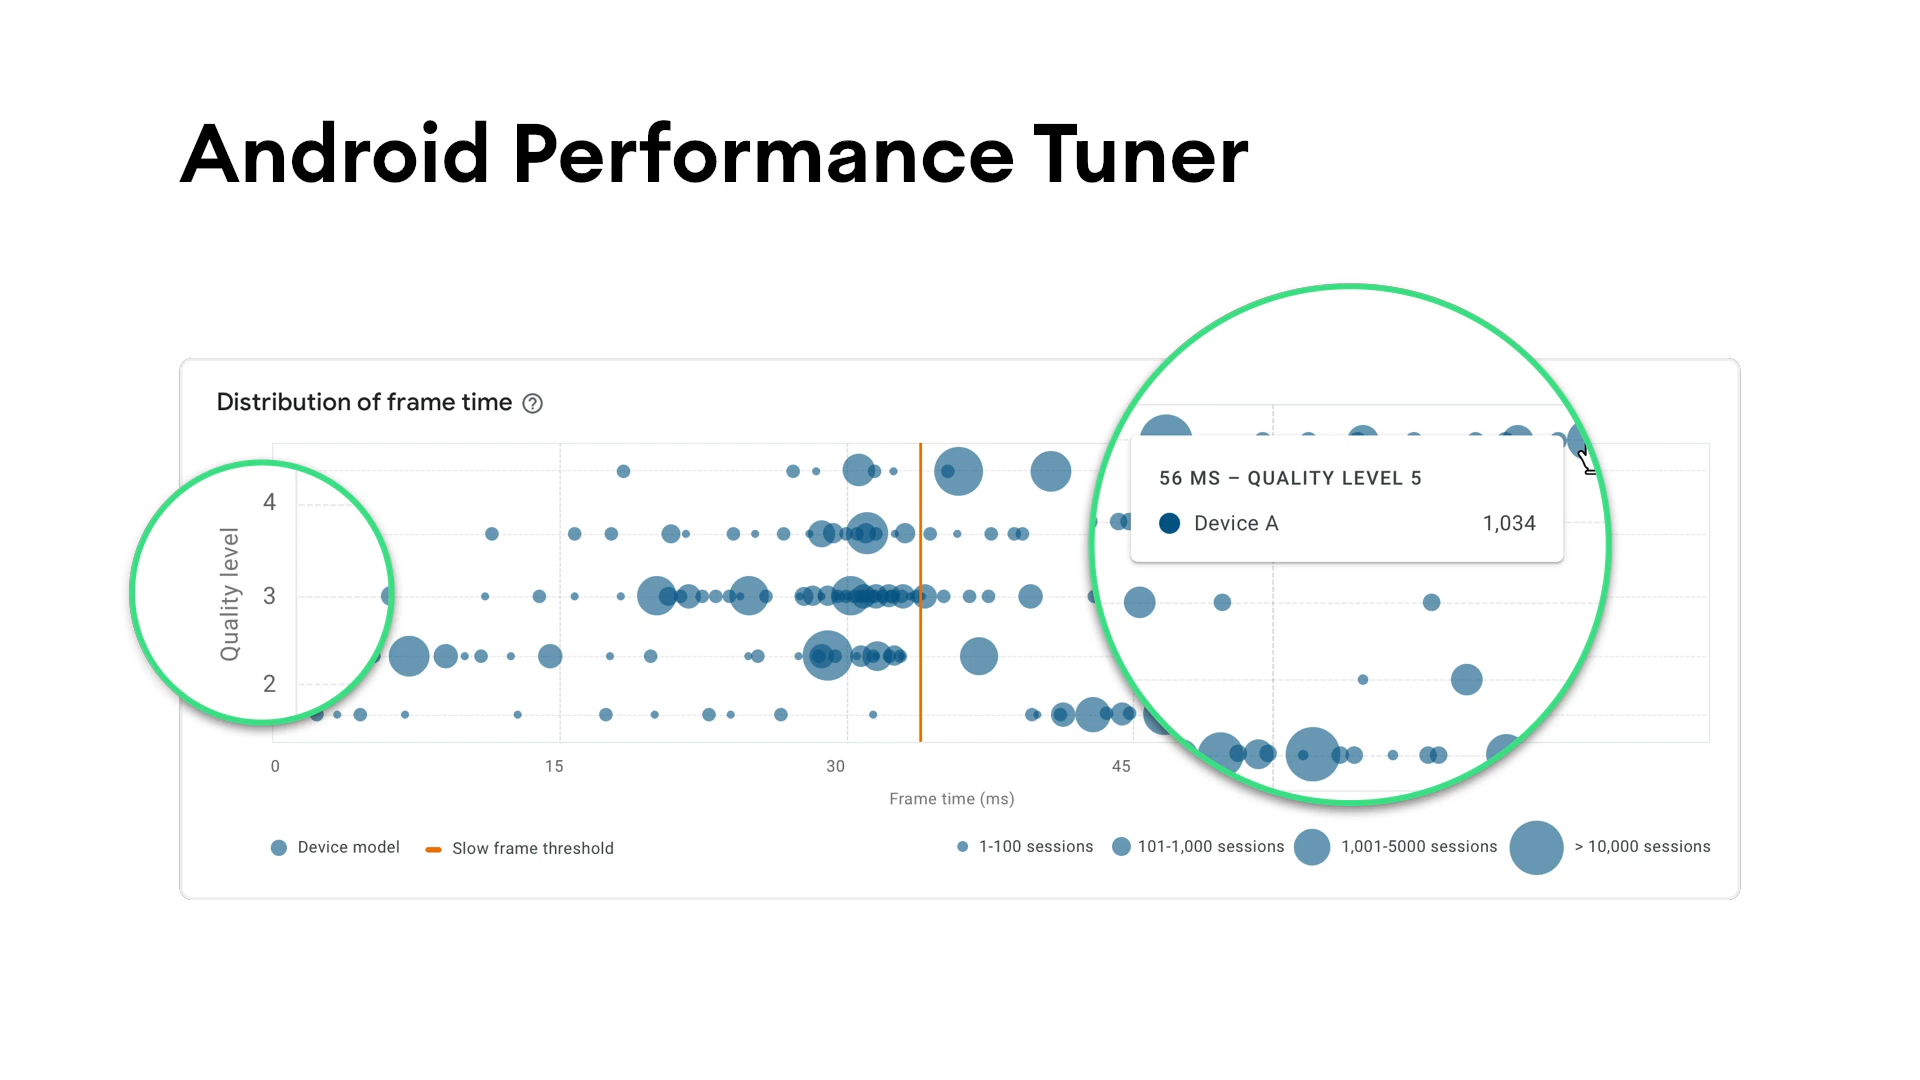 Android Performance Tuner
Distribution of frame time ?
Quality level
4
3
2
56 MS – QUALITY LEVEL 5
Device A 1,034
0 15 30 45
Frame time (ms)
Device model Slow frame threshold 1-100 sessions 101-1,000 sessions 1,001-5000 sessions > 10,000 sessions